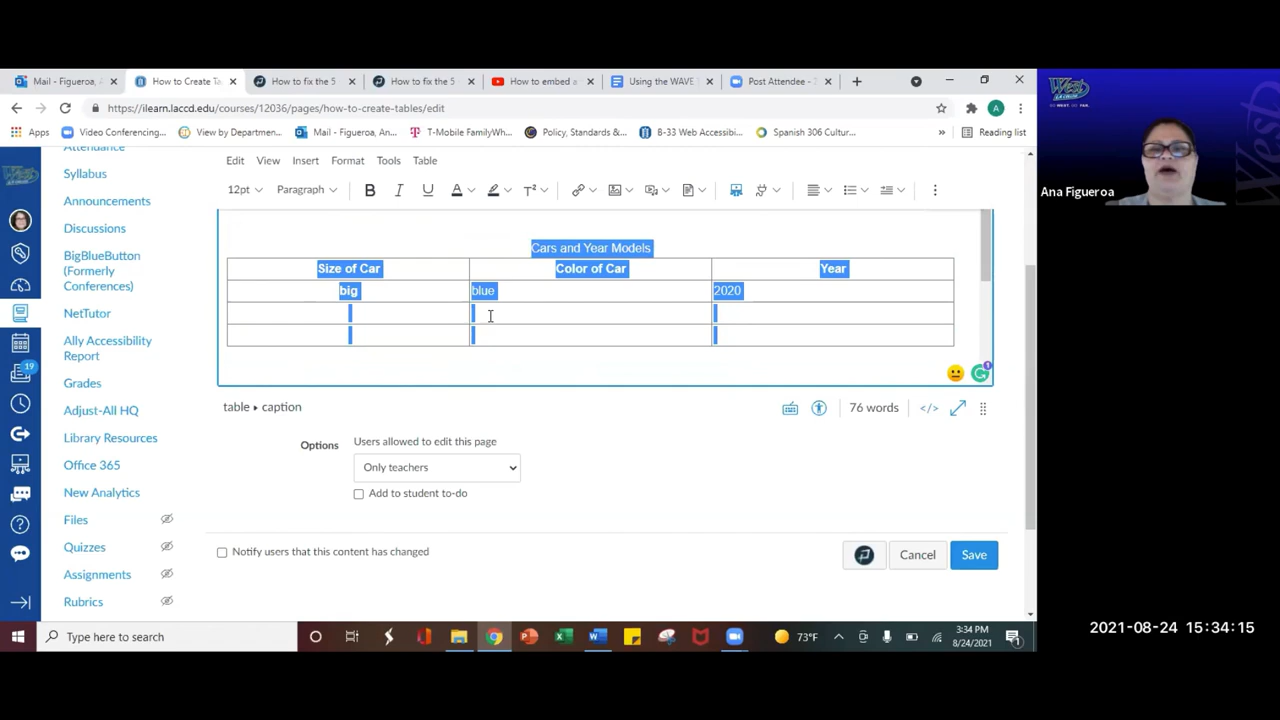 Mail - Figueroa, A
How to Create Ta
How to fix the 5
How to fix the 5
How to embed a
Using the WAVE
Post Attendee - 
https://ilearn.laccd.edu/courses/12036/pages/how-to-create-tables/edit
A
Apps
Video Conferencing...
View by Departmen...
Mail - Figueroa, An...
T-Mobile FamilyWh...
Policy, Standards &...
B-33 Web Accessibi...
Spanish 306 Cultur...
»
Reading list
West
Ana Figueroa
Attendance
Syllabus
Announcements
Discussions
BigBlueButton
(Formerly
Conferences)
NetTutor
Ally Accessibility
Report
Grades
Adjust-All HQ
Library Resources
Office 365
New Analytics
Files
Quizzes
Assignments
Rubrics
19
Edit View Insert Format Tools Table
12pt Paragraph B I U A T²
Cars and Year Models
Size of Car Color of Car Year
big blue 2020
1
table ▸ caption
76 words </>
Options
Users allowed to edit this page
Only teachers
Add to student to-do
Notify users that this content has changed
Cancel Save
Type here to search
73°F
3:34 PM
8/24/2021
2021-08-24 15:34:15